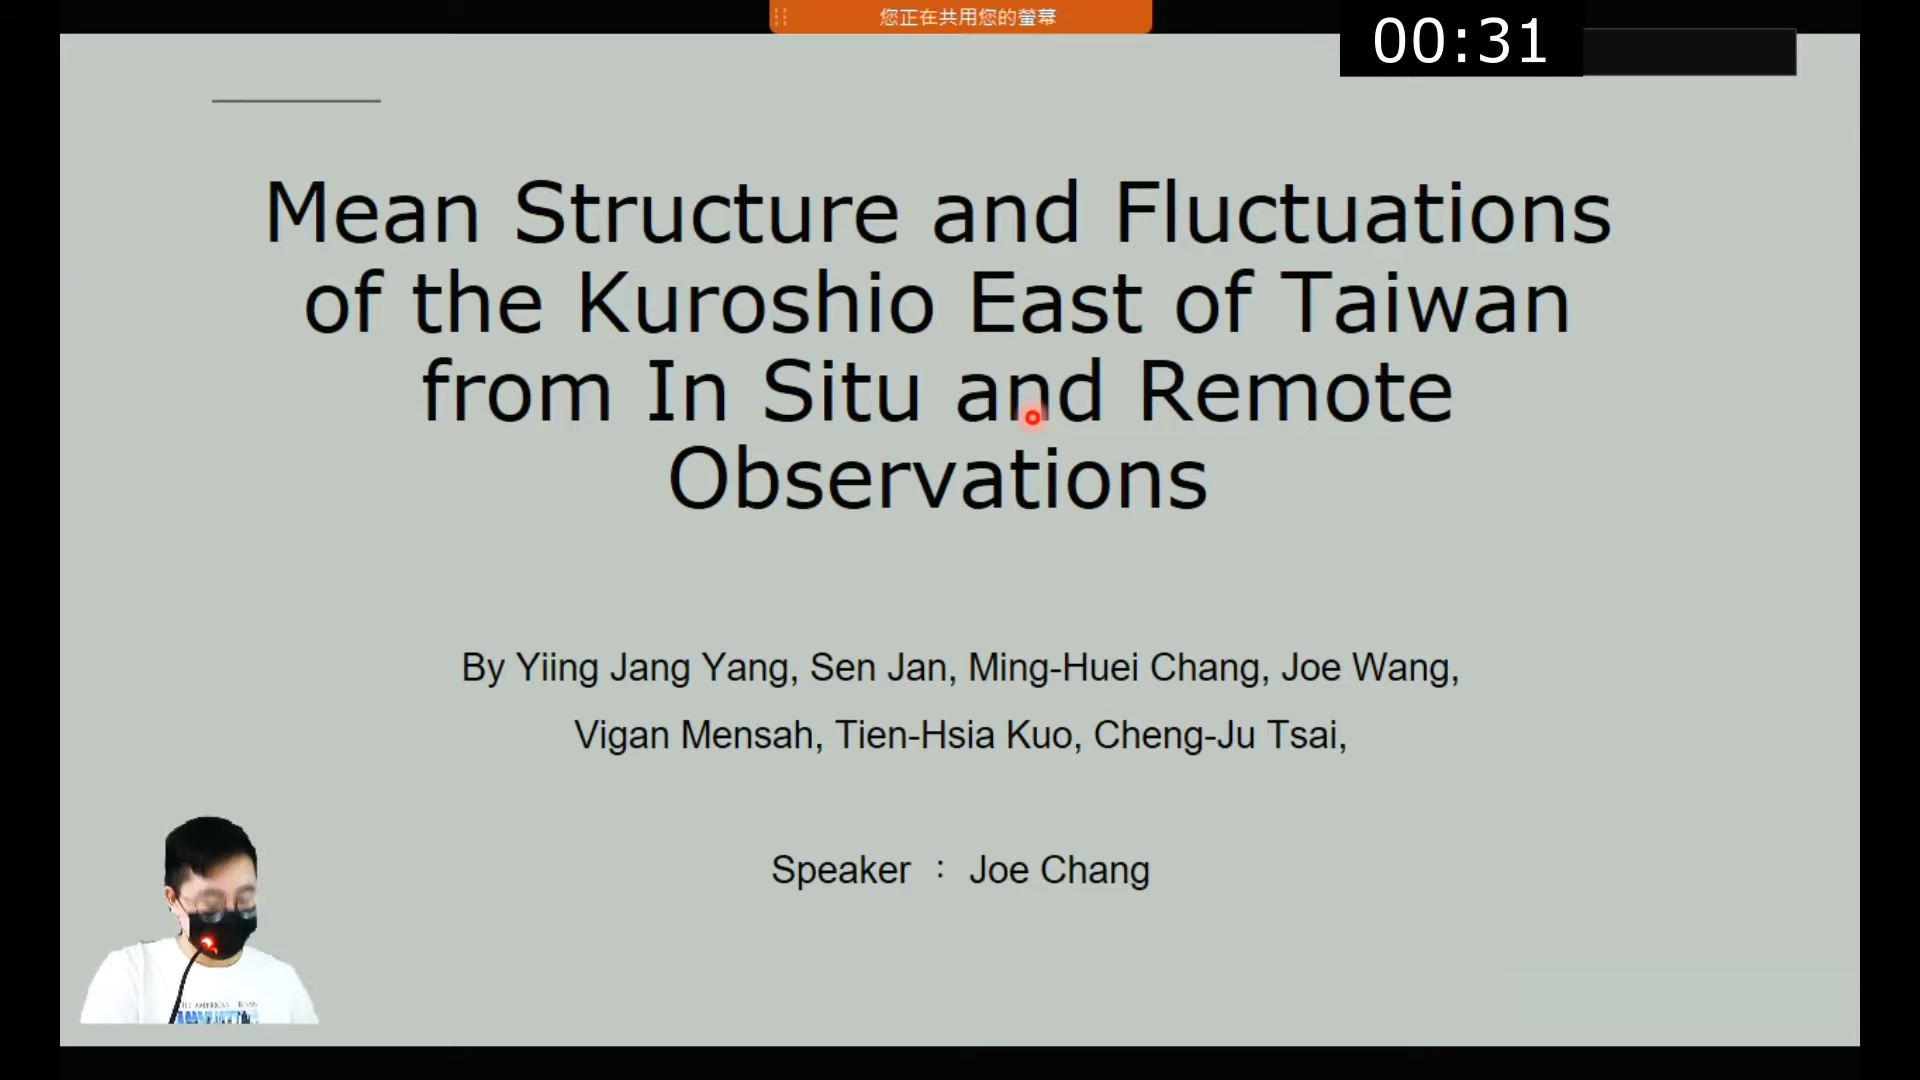 您正在共用您的螢幕
00:31
Mean Structure and Fluctuations
of the Kuroshio East of Taiwan
from In Situ and Remote
Observations
By Yiing Jang Yang, Sen Jan, Ming-Huei Chang, Joe Wang,
Vigan Mensah, Tien-Hsia Kuo, Cheng-Ju Tsai,
Speaker ： Joe Chang
AMERICAN